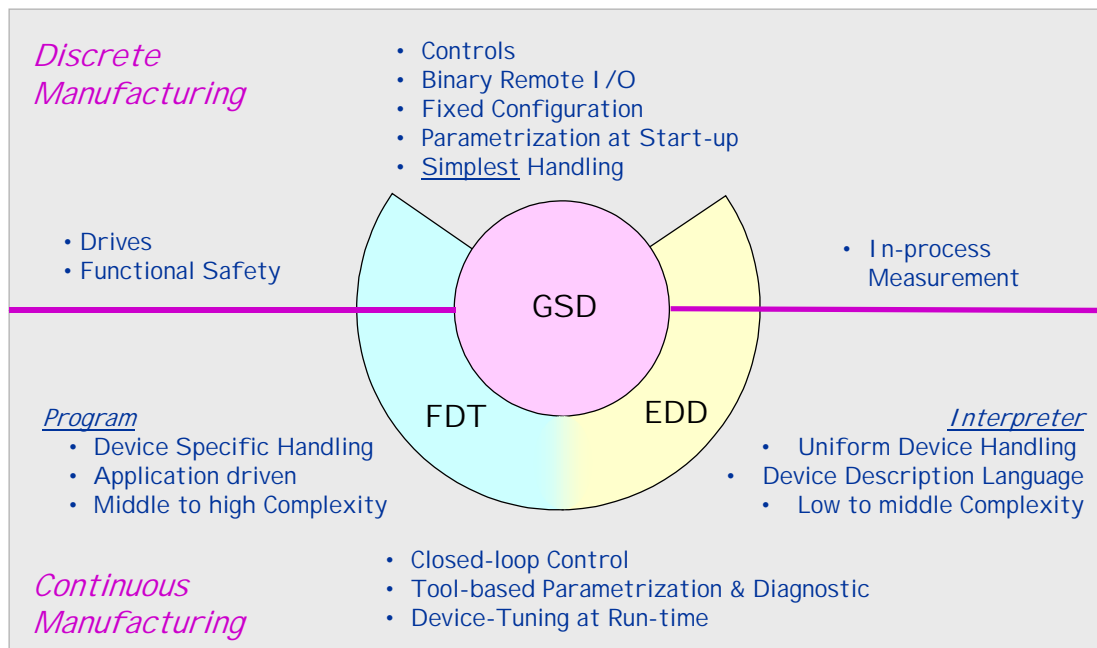 Discrete
Manufacturing
• Controls
• Binary Remote I/O
• Fixed Configuration
• Parametrization at Start-up
• Simplest Handling
• Drives
• Functional Safety
• In-process
Measurement
GSD
FDT
EDD
Program
• Device Specific Handling
• Application driven
• Middle to high Complexity
Interpreter
• Uniform Device Handling
• Device Description Language
• Low to middle Complexity
Continuous
Manufacturing
• Closed-loop Control
• Tool-based Parametrization & Diagnostic
• Device-Tuning at Run-time